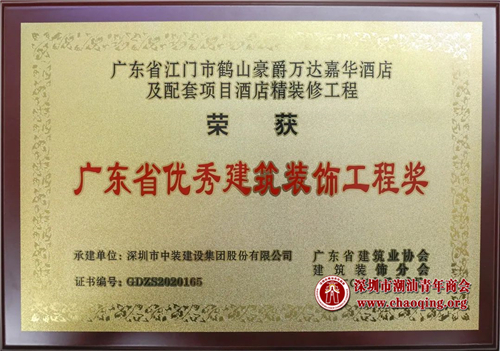 广东省江门市鹤山豪爵万达嘉华酒店
及配套项目酒店精装修工程
荣 获
广东省优秀建筑装饰工程奖
承建单位：深圳市中装建设集团股份有限公司
证书编号：GDZS2020165
广东省建筑业协会
建筑装饰分会
深圳市潮汕青年商会
www.chaoqing.org